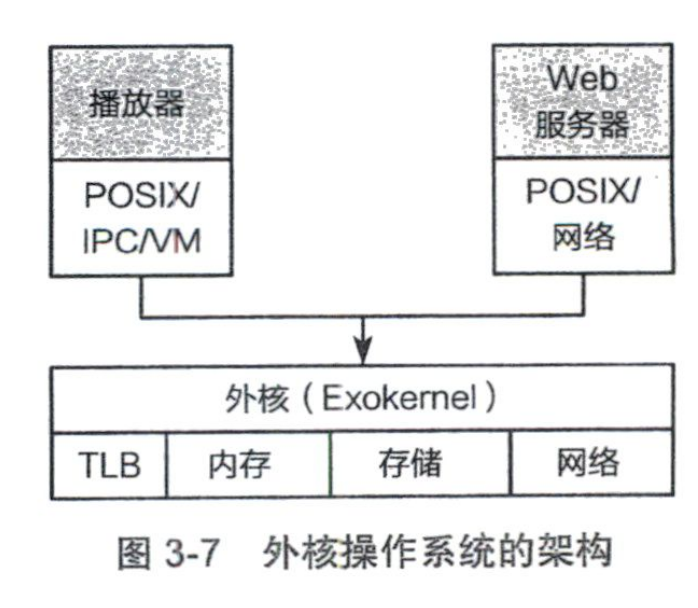 播放器
POSIX/
IPC/VM
Web
服务器
POSIX/
网络
外核（Exokernel）
TLB
内存
存储
网络
图 3-7　外核操作系统的架构